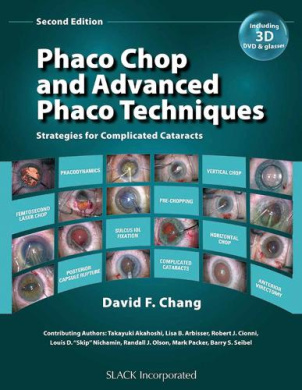 Second Edition
Including
3D
DVD & glasses
Phaco Chop
and Advanced
Phaco Techniques
Strategies for Complicated Cataracts
FEMTOSECOND
LASER CHOP
PHACODYNAMICS
VERTICAL CHOP
PRE-CHOPPING
SULCUS IOL
FIXATION
HORIZONTAL
CHOP
POSTERIOR
CAPSULE RUPTURE
COMPLICATED
CATARACTS
ANTERIOR
VITRECTOMY
David F. Chang
Contributing Authors: Takayuki Akahoshi, Lisa B. Arbisser, Robert J. Cionni,
Louis D. "Skip" Nichamin, Randall J. Olson, Mark Packer, Barry S. Seibel
SLACK Incorporated